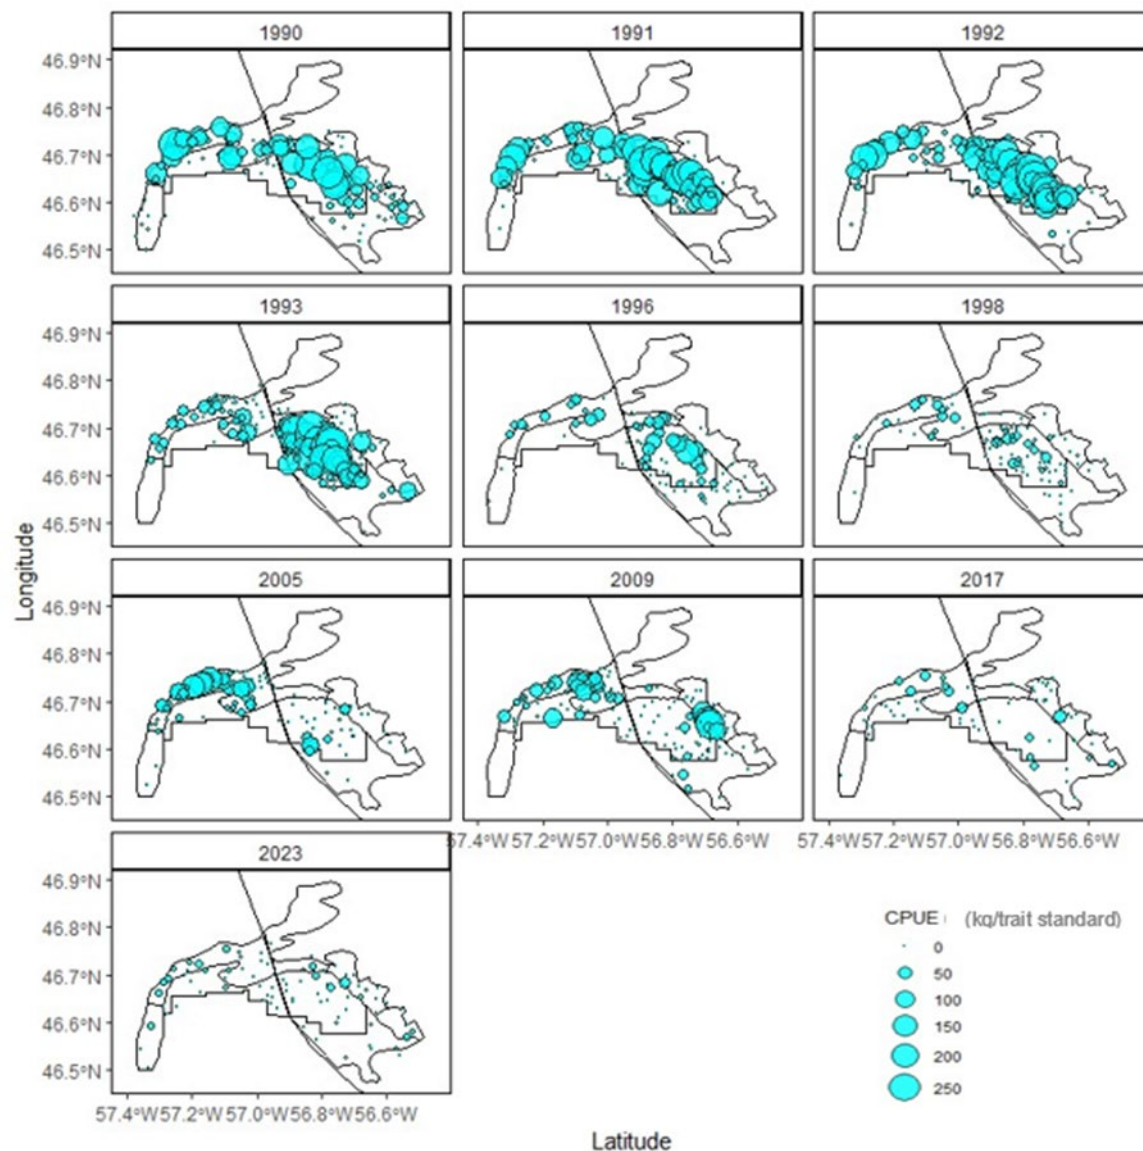 1990 1991 1992
46.9°N
46.8°N
46.7°N
46.6°N
46.5°N
1993 1996 1998
46.9°N
46.8°N
46.7°N
46.6°N
46.5°N
Longitude
2005 2009 2017
46.9°N
46.8°N
46.7°N
46.6°N
46.5°N
57.4°W 57.2°W 57.0°W 56.8°W 56.6°W 57.4°W 57.2°W 57.0°W 56.8°W 56.6°W
2023
46.9°N
46.8°N
46.7°N
46.6°N
46.5°N
57.4°W 57.2°W 57.0°W 56.8°W 56.6°W
CPUE (kg/trait standard)
0
50
100
150
200
250
Latitude